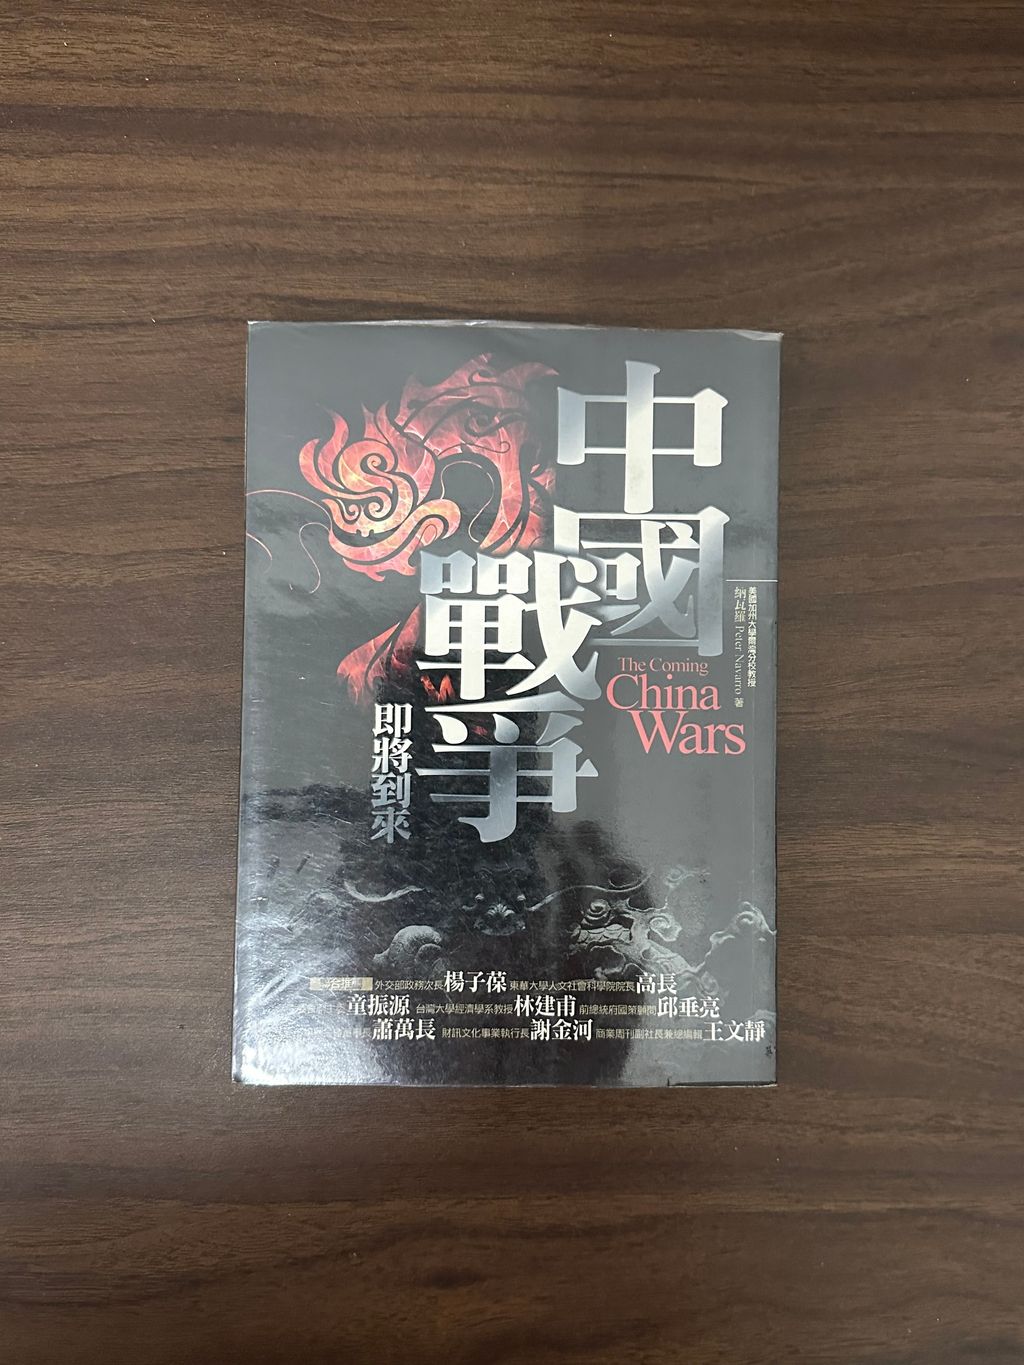 中國
戰爭
即將到來
The Coming
China
Wars
美國加州大學爾灣分校教授
納瓦羅 Peter Navarro 著
外交部政務次長 楊子葆 東華大學人文社會科學院院長 高長
童振源 台灣大學經濟學系教授 林建甫 前總統府國策顧問 邱垂亮
蕭萬長 財訊文化事業執行長 謝金河 商業周刊副社長兼總編輯 王文靜